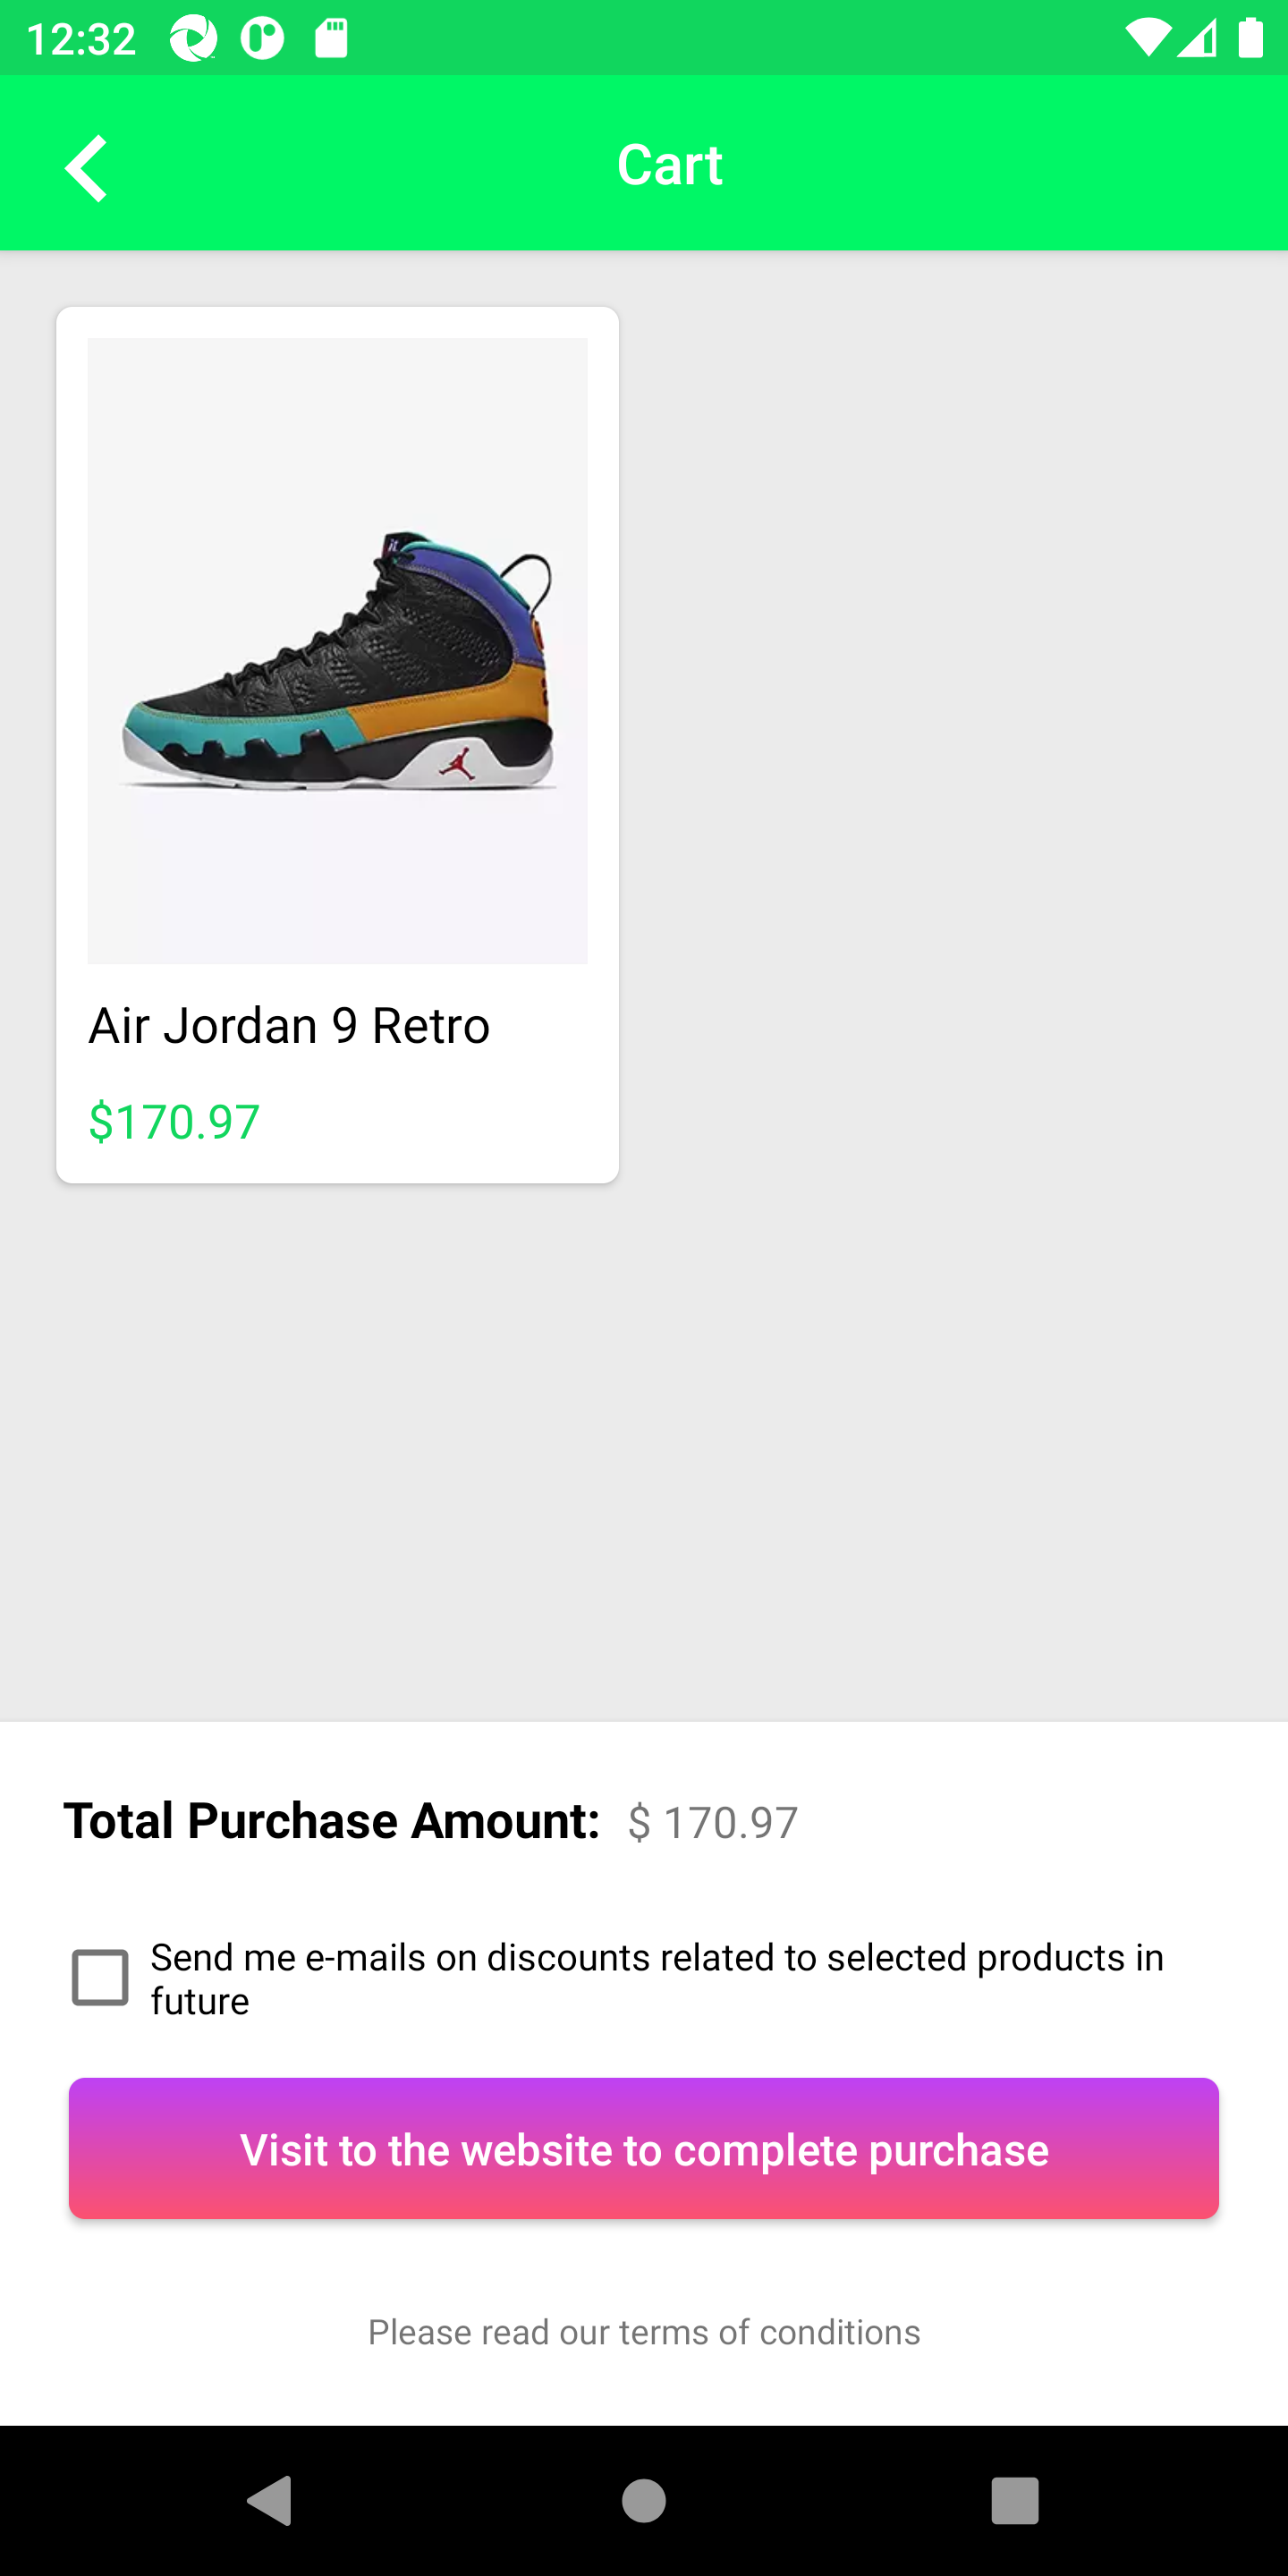 12:32
Cart
Air Jordan 9 Retro
$170.97
Total Purchase Amount: $ 170.97
Send me e-mails on discounts related to selected products in
future
Visit to the website to complete purchase
Please read our terms of conditions